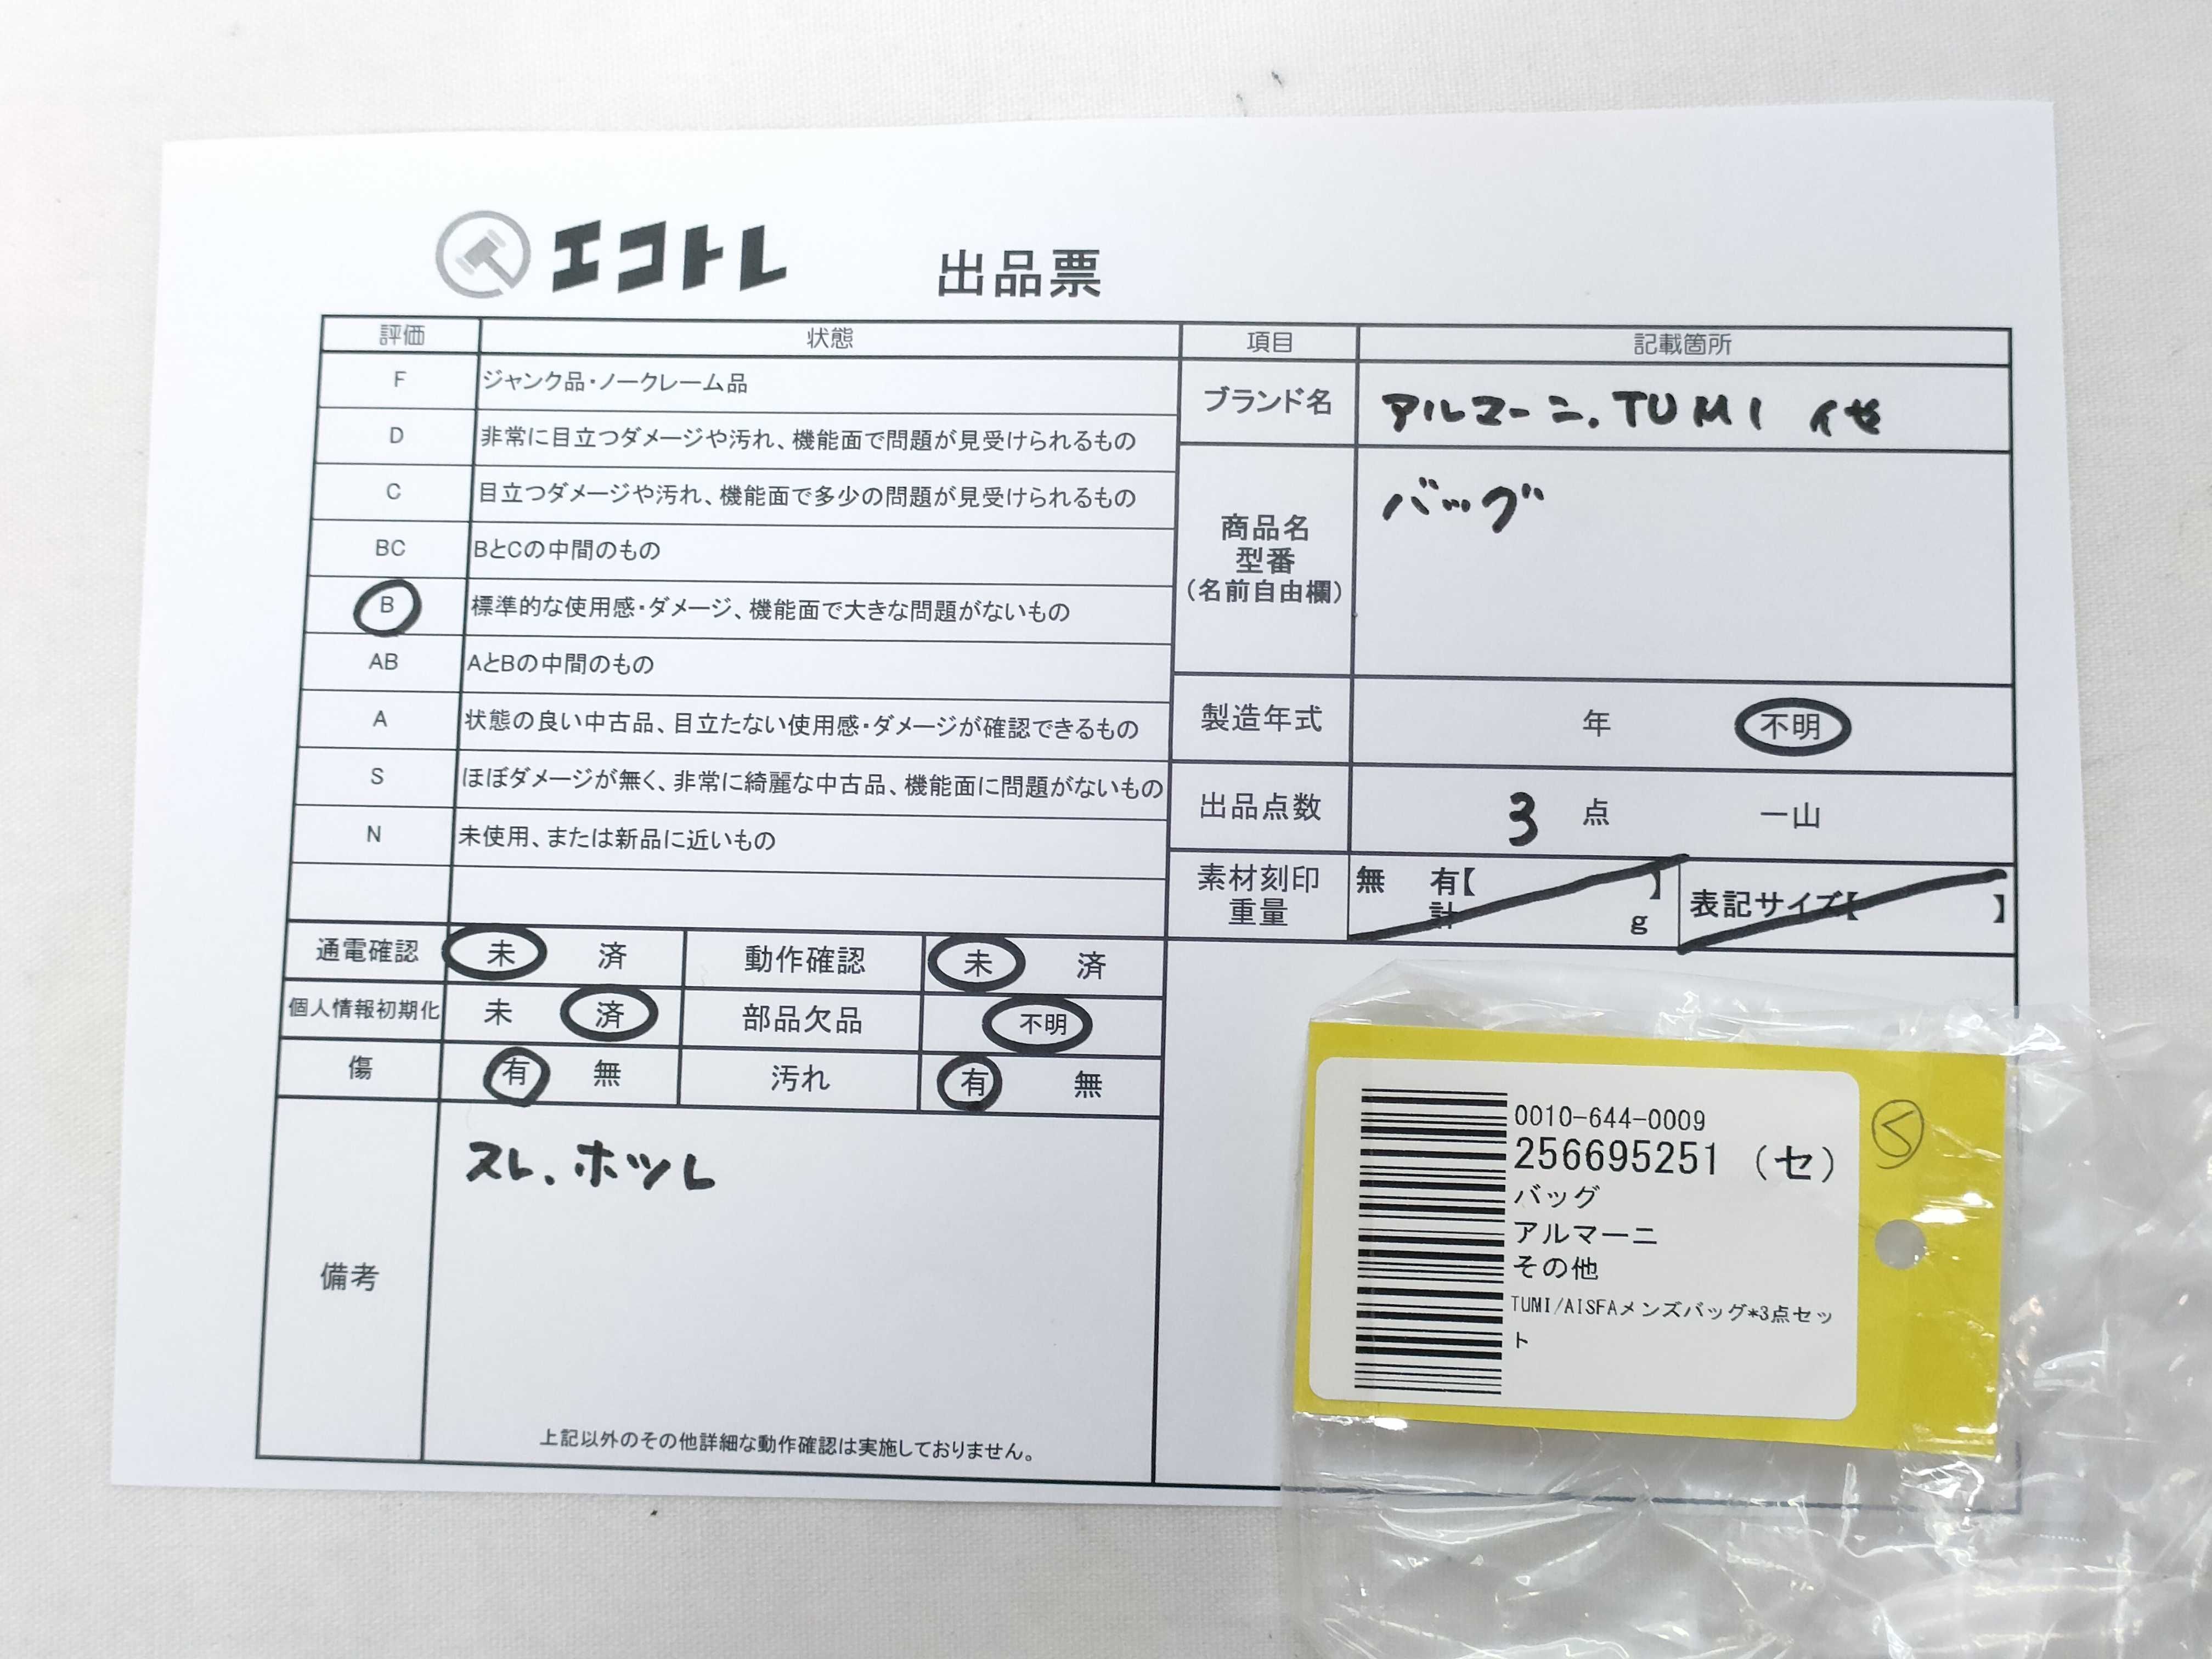 エコトレ 出品票
評価 状態 項目 記載箇所
F ジャンク品・ノークレーム品
D 非常に目立つダメージや汚れ、機能面で問題が見受けられるもの
C 目立つダメージや汚れ、機能面で多少の問題が見受けられるもの
BC BとCの中間のもの
B 標準的な使用感・ダメージ、機能面で大きな問題がないもの
AB AとBの中間のもの
A 状態の良い中古品、目立たない使用感・ダメージが確認できるもの
S ほぼダメージが無く、非常に綺麗な中古品、機能面に問題がないもの
N 未使用、または新品に近いもの
ブランド名 アルマーニ.TUMI 他
商品名 バッグ
型番
(名前自由欄)
製造年式 年 不明
出品点数 3 点 一山
素材刻印 無 有【 】
重量 計 g
表記サイズ【 】
通電確認 未 済 動作確認 未 済
個人情報初期化 未 済 部品欠品 不明
傷 有 無 汚れ 有 無
備考
スレ、ホツレ
上記以外のその他詳細な動作確認は実施しておりません。
0010-644-0009
256695251 (セ)
バッグ
アルマーニ
その他
TUMI/AISFAメンズバッグ*3点セッ
ト